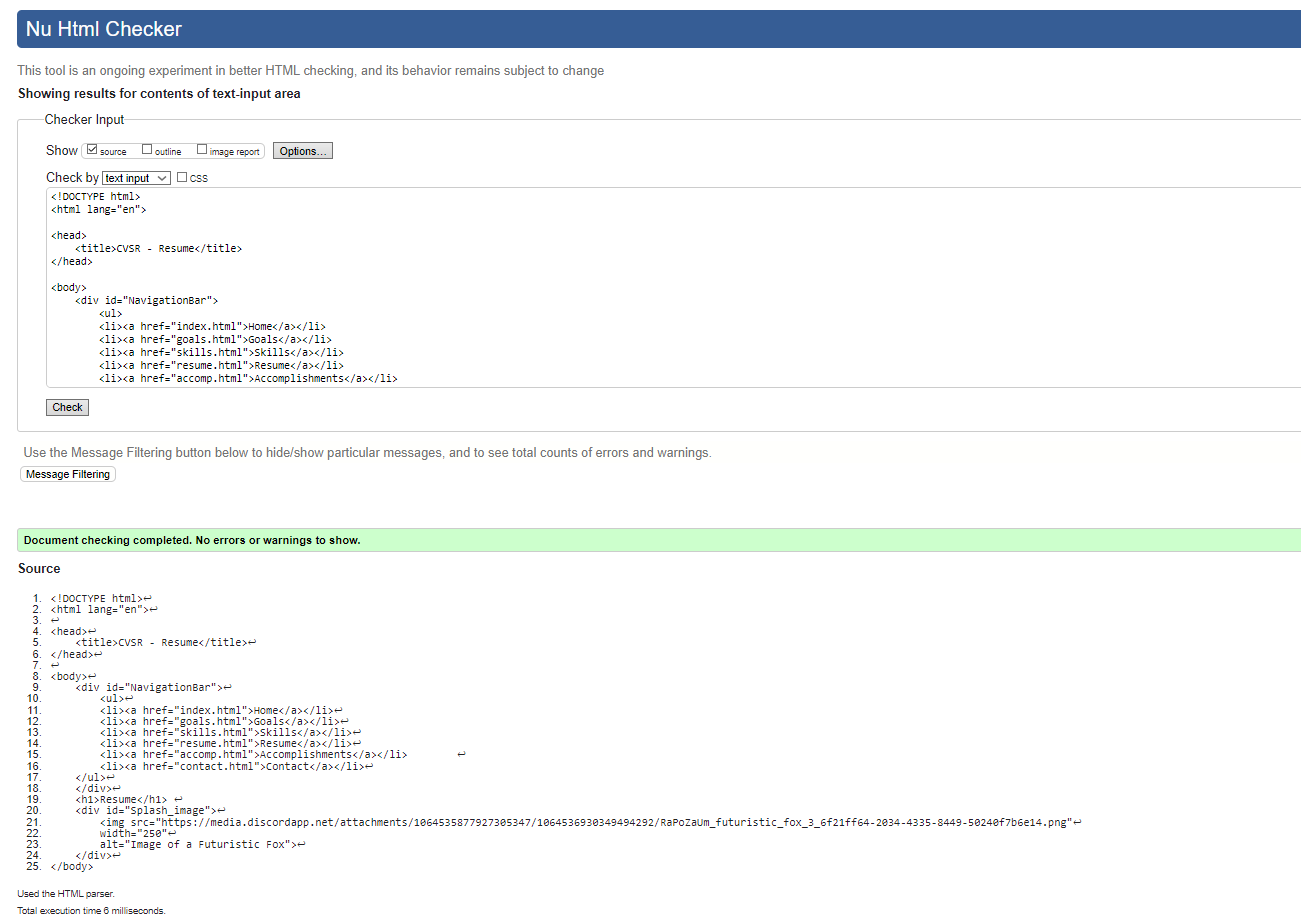 Nu Html Checker
This tool is an ongoing experiment in better HTML checking, and its behavior remains subject to change
Showing results for contents of text-input area
Checker Input
Show source outline image report Options...
Check by text input CSS
<!DOCTYPE html>
<html lang="en">
<head>
<title>CVSR - Resume</title>
</head>
<body>
<div id="NavigationBar">
<ul>
<li><a href="index.html">Home</a></li>
<li><a href="goals.html">Goals</a></li>
<li><a href="skills.html">Skills</a></li>
<li><a href="resume.html">Resume</a></li>
<li><a href="accomp.html">Accomplishments</a></li>
Check
Use the Message Filtering button below to hide/show particular messages, and to see total counts of errors and warnings.
Message Filtering
Document checking completed. No errors or warnings to show.
Source
1. <!DOCTYPE html>↩
2. <html lang="en">↩
3. ↩
4. <head>↩
5. <title>CVSR - Resume</title>↩
6. </head>↩
7. ↩
8. <body>↩
9. <div id="NavigationBar">↩
10. <ul>↩
11. <li><a href="index.html">Home</a></li>↩
12. <li><a href="goals.html">Goals</a></li>↩
13. <li><a href="skills.html">Skills</a></li>↩
14. <li><a href="resume.html">Resume</a></li>↩
15. <li><a href="accomp.html">Accomplishments</a></li> ↩
16. <li><a href="contact.html">Contact</a></li>↩
17. </ul>↩
18. </div>↩
19. <h1>Resume</h1> ↩
20. <div id="Splash_image">↩
21. <img src="https://media.discordapp.net/attachments/1064535877927305347/1064536930349494292/RaPoZaUm_futuristic_fox_3_6f21ff64-2034-4335-8449-50240f7b6e14.png"↩
22. width="250"↩
23. alt="Image of a Futuristic Fox">↩
24. </div>↩
25. </body>
Used the HTML parser.
Total execution time 6 milliseconds.